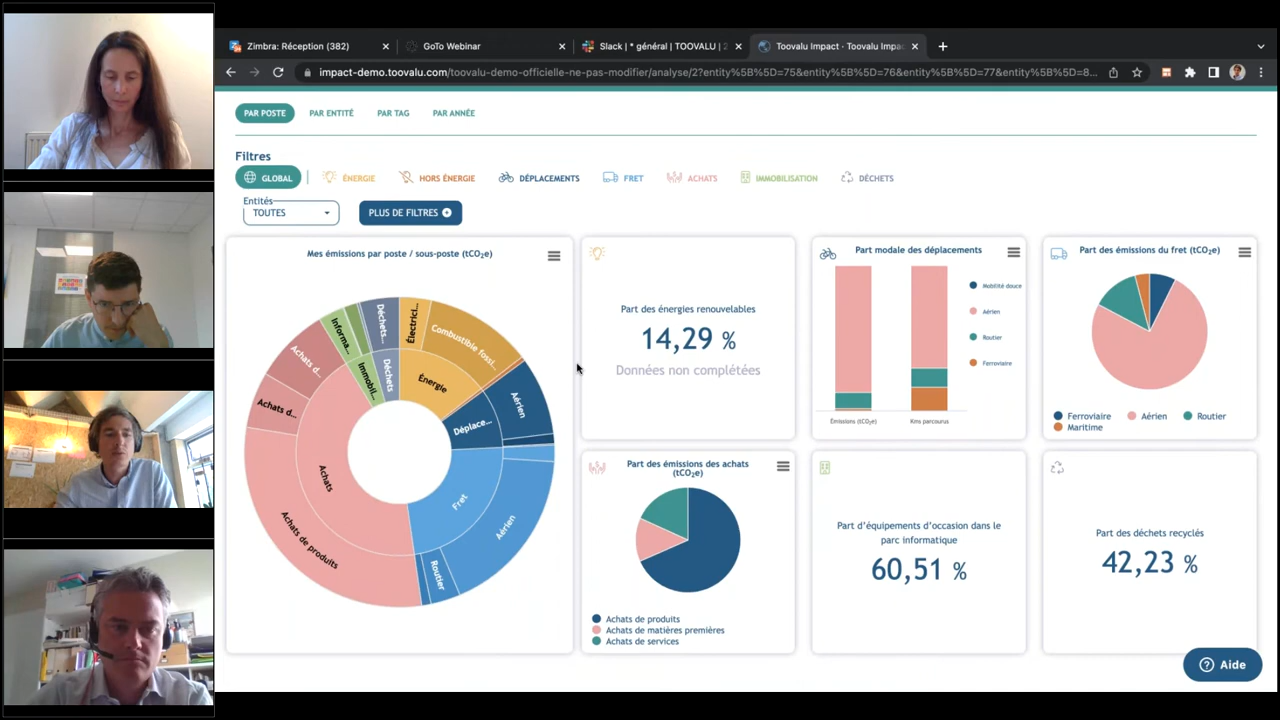 Zimbra: Réception (382)
GoTo Webinar
Slack | * général | TOOVALU | 2
Toovalu Impact · Toovalu Impac
impact-demo.toovalu.com/toovalu-demo-officielle-ne-pas-modifier/analyse/2?entity%5B%5D=75&entity%5B%5D=76&entity%5B%5D=77&entity%5B%5D=8...
PAR POSTE
PAR ENTITÉ
PAR TAG
PAR ANNÉE
Filtres
GLOBAL
ÉNERGIE
HORS ÉNERGIE
DÉPLACEMENTS
FRET
ACHATS
IMMOBILISATION
DÉCHETS
Entités
TOUTES
PLUS DE FILTRES
Mes émissions par poste / sous-poste (tCO₂e)
Électrici...
Combustible fossi...
Énergie
Aérien
Déplace...
Fret
Aérien
Routier
Achats
Achats de produits
Achats d...
Achats d...
Informa...
Immobil...
Déchets...
Déchets
Part des énergies renouvelables
14,29 %
Données non complétées
Part modale des déplacements
Mobilité douce
Aérien
Routier
Ferroviaire
Émissions (tCO₂e)
Kms parcourus
Part des émissions du fret (tCO₂e)
Ferroviaire
Aérien
Routier
Maritime
Part des émissions des achats
(tCO₂e)
Achats de produits
Achats de matières premières
Achats de services
Part d'équipements d'occasion dans le
parc informatique
60,51 %
Part des déchets recyclés
42,23 %
Aide